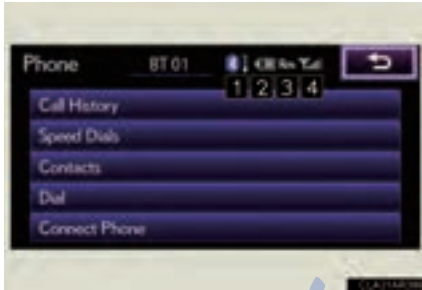 Phone BT 01
1 2 3 4
Call History
Speed Dials
Contacts
Dial
Connect Phone